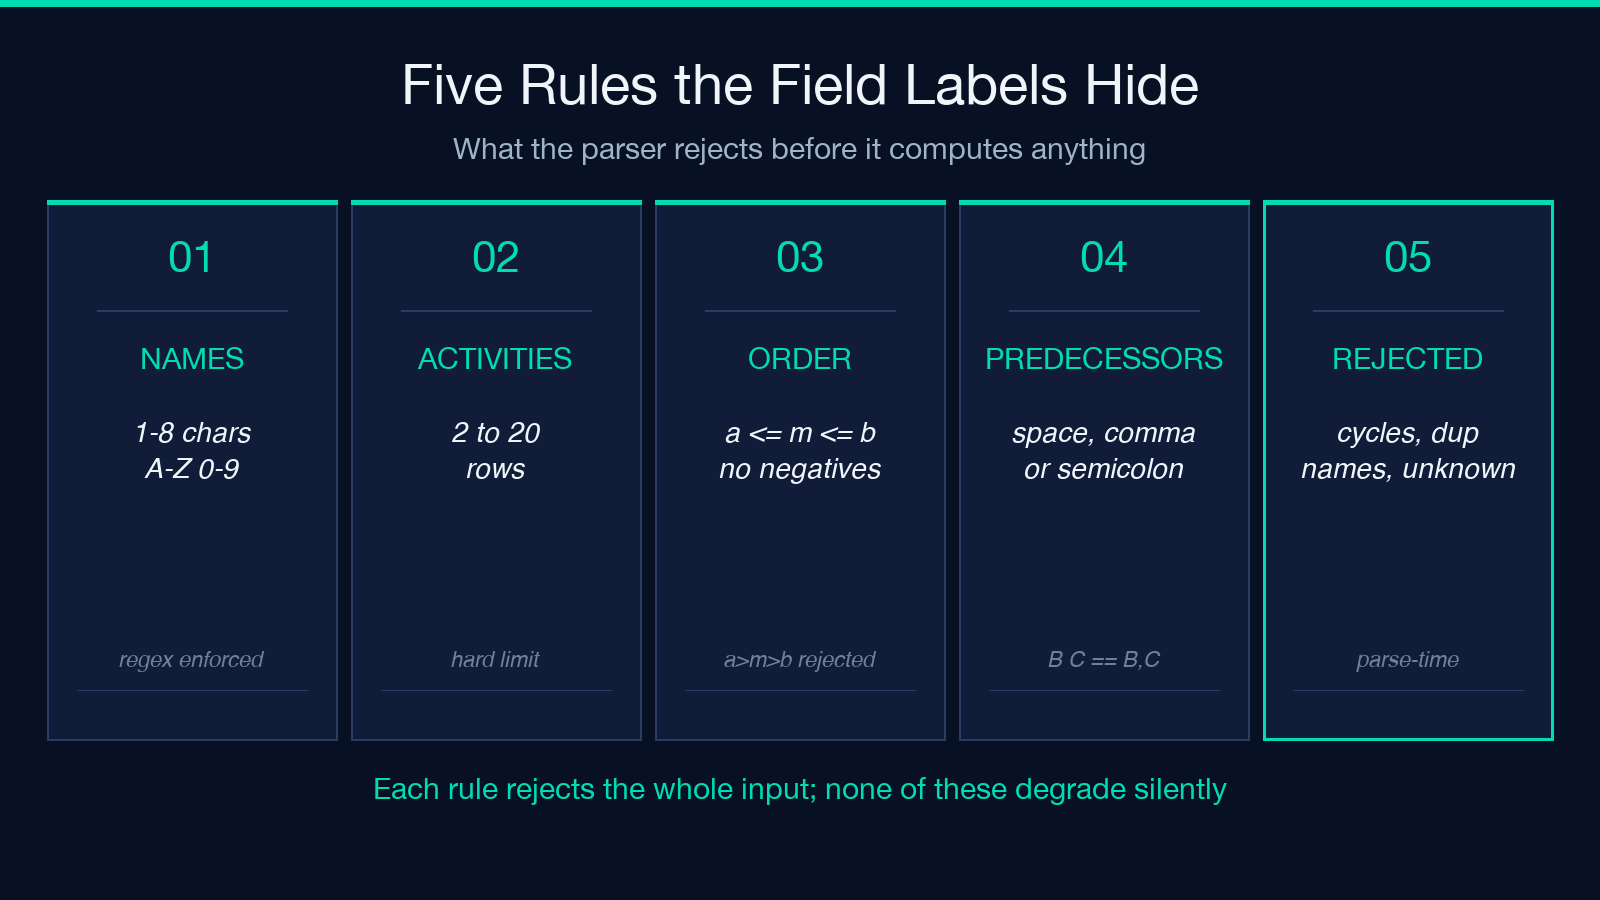 Five Rules the Field Labels Hide
What the parser rejects before it computes anything
01
NAMES
1-8 chars
A-Z 0-9
regex enforced
02
ACTIVITIES
2 to 20
rows
hard limit
03
ORDER
a <= m <= b
no negatives
a>m>b rejected
04
PREDECESSORS
space, comma
or semicolon
B C == B,C
05
REJECTED
cycles, dup
names, unknown
parse-time
Each rule rejects the whole input; none of these degrade silently